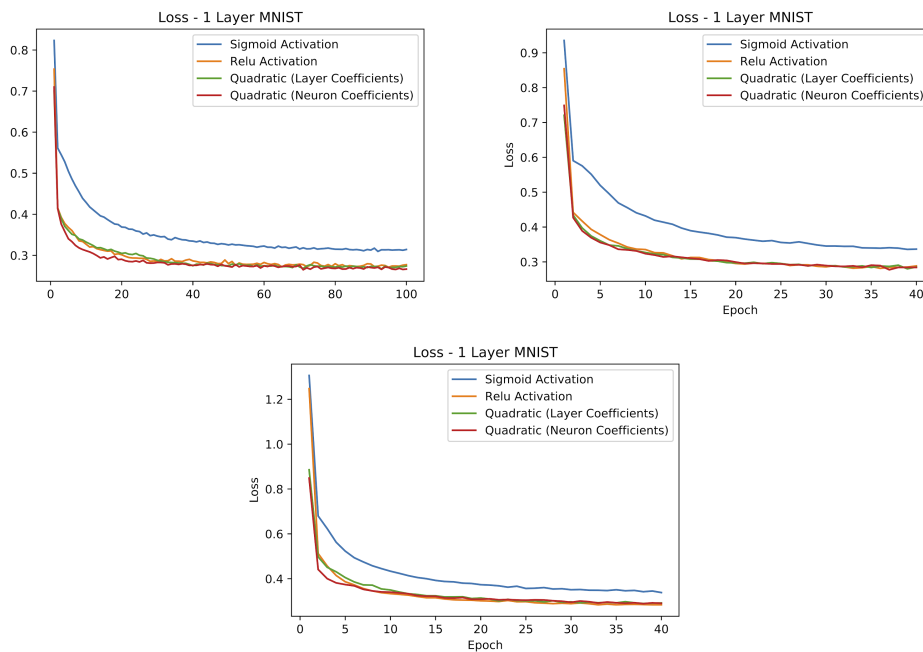 Loss - 1 Layer MNIST
0.8
0.7
0.6
0.5
0.4
0.3
Sigmoid Activation
Relu Activation
Quadratic (Layer Coefficients)
Quadratic (Neuron Coefficients)
0 20 40 60 80 100
Loss - 1 Layer MNIST
Loss
0.9
0.8
0.7
0.6
0.5
0.4
0.3
Sigmoid Activation
Relu Activation
Quadratic (Layer Coefficients)
Quadratic (Neuron Coefficients)
0 5 10 15 20 25 30 35 40
Epoch
Loss - 1 Layer MNIST
Loss
1.2
1.0
0.8
0.6
0.4
Sigmoid Activation
Relu Activation
Quadratic (Layer Coefficients)
Quadratic (Neuron Coefficients)
0 5 10 15 20 25 30 35 40
Epoch